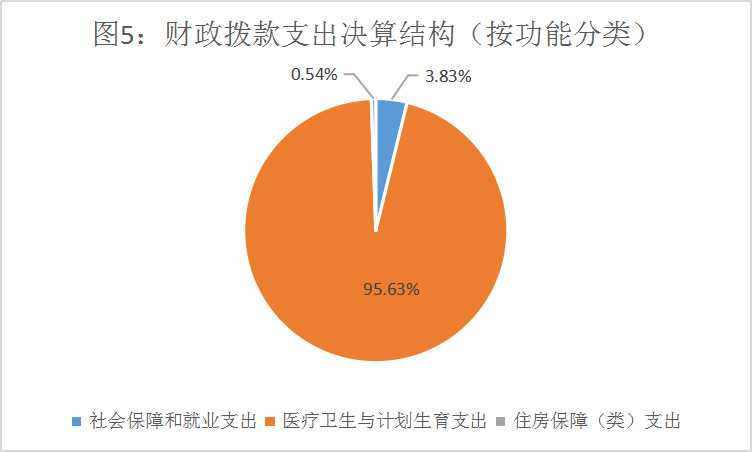 图5：财政拨款支出决算结构（按功能分类）
0.54%
3.83%
95.63%
社会保障和就业支出 医疗卫生与计划生育支出 住房保障（类）支出